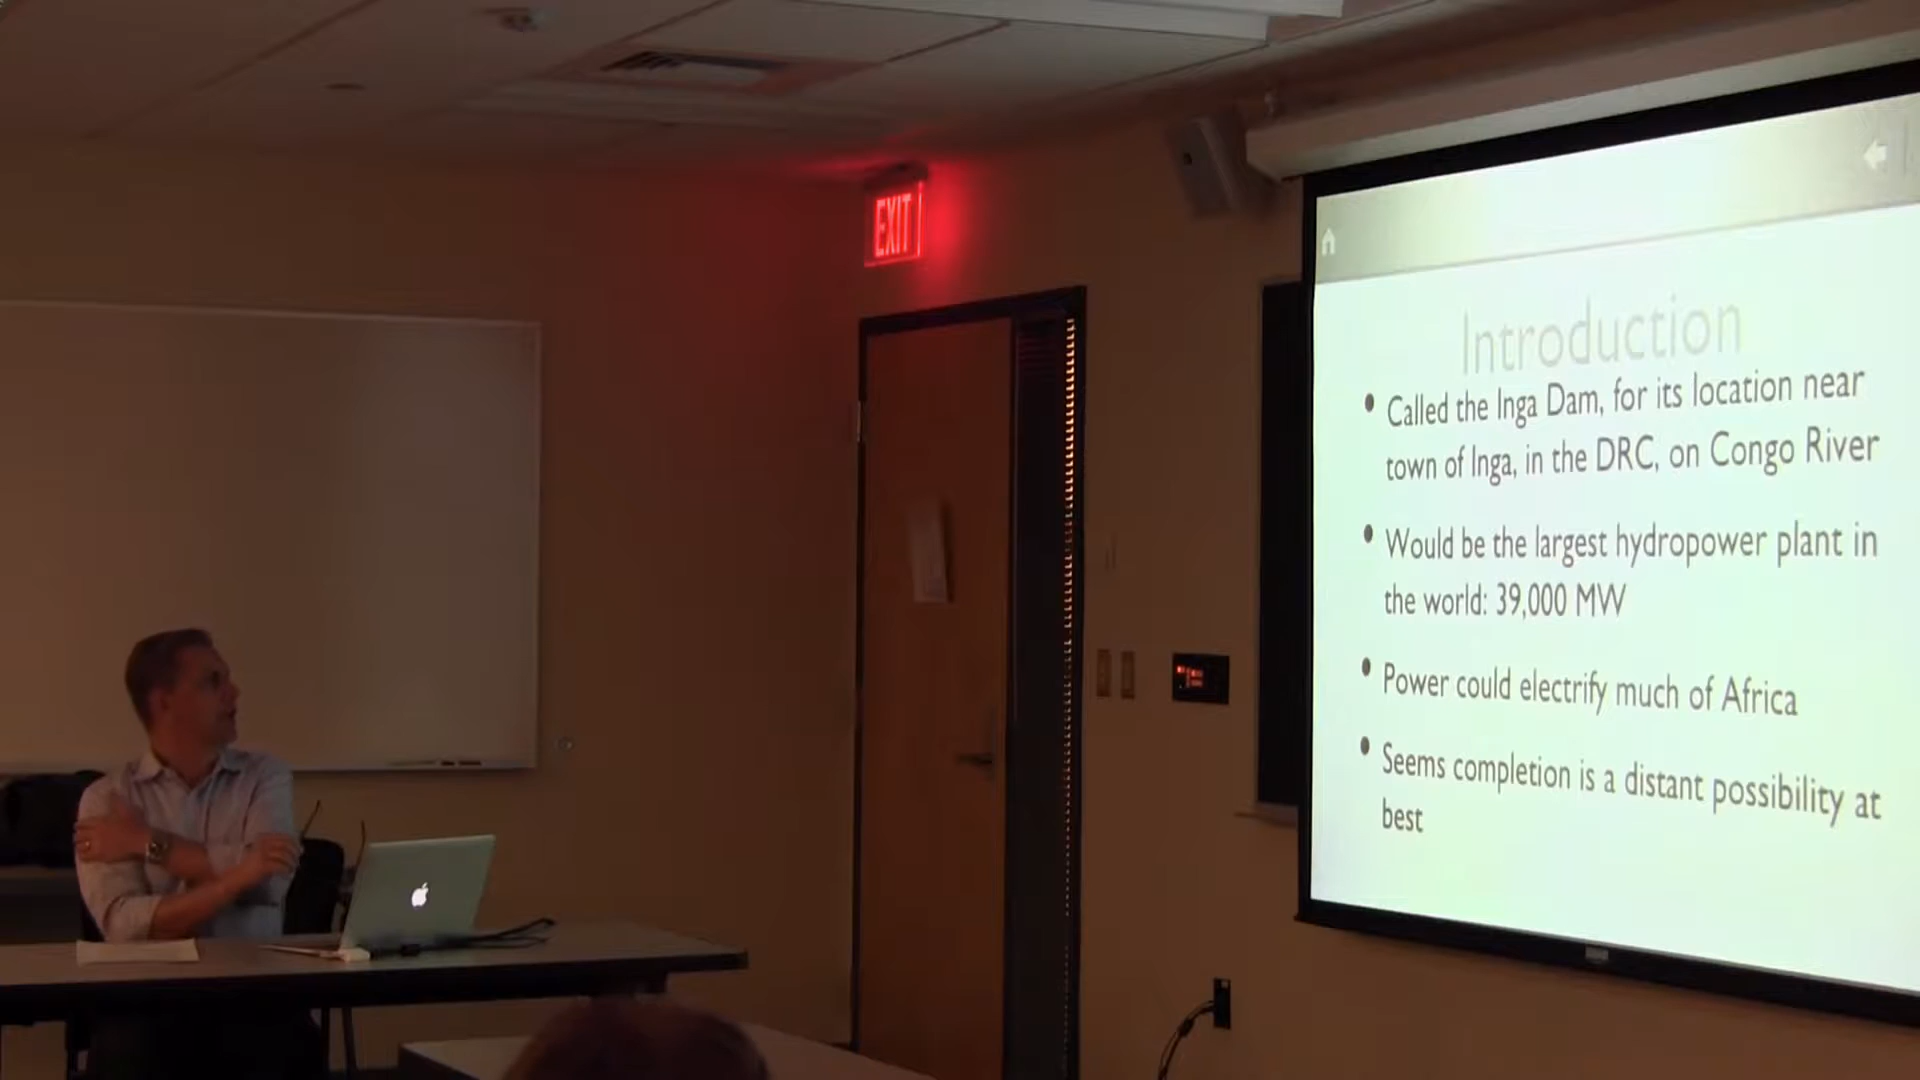 EXIT
Introduction
• Called the Inga Dam, for its location near
town of Inga, in the DRC, on Congo River
• Would be the largest hydropower plant in
the world: 39,000 MW
• Power could electrify much of Africa
• Seems completion is a distant possibility at
best